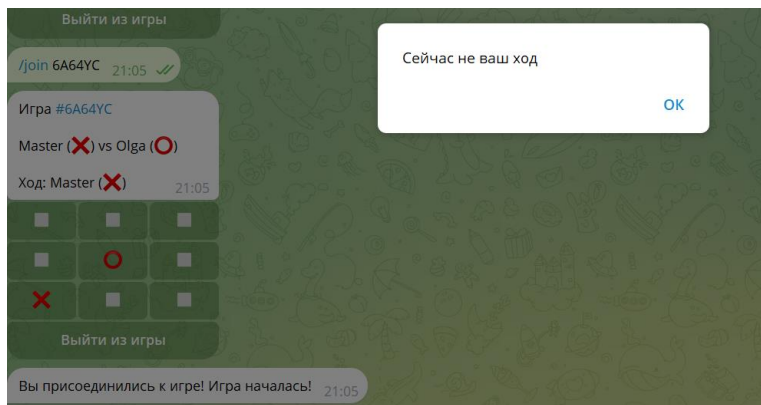 Выйти из игры
Сейчас не ваш ход
/join 6A64YC 21:05
ОК
Игра #6A64YC
Master (❌) vs Olga (⭕)
Ход: Master (❌) 21:05
⭕
❌
Выйти из игры
Вы присоединились к игре! Игра началась! 21:05